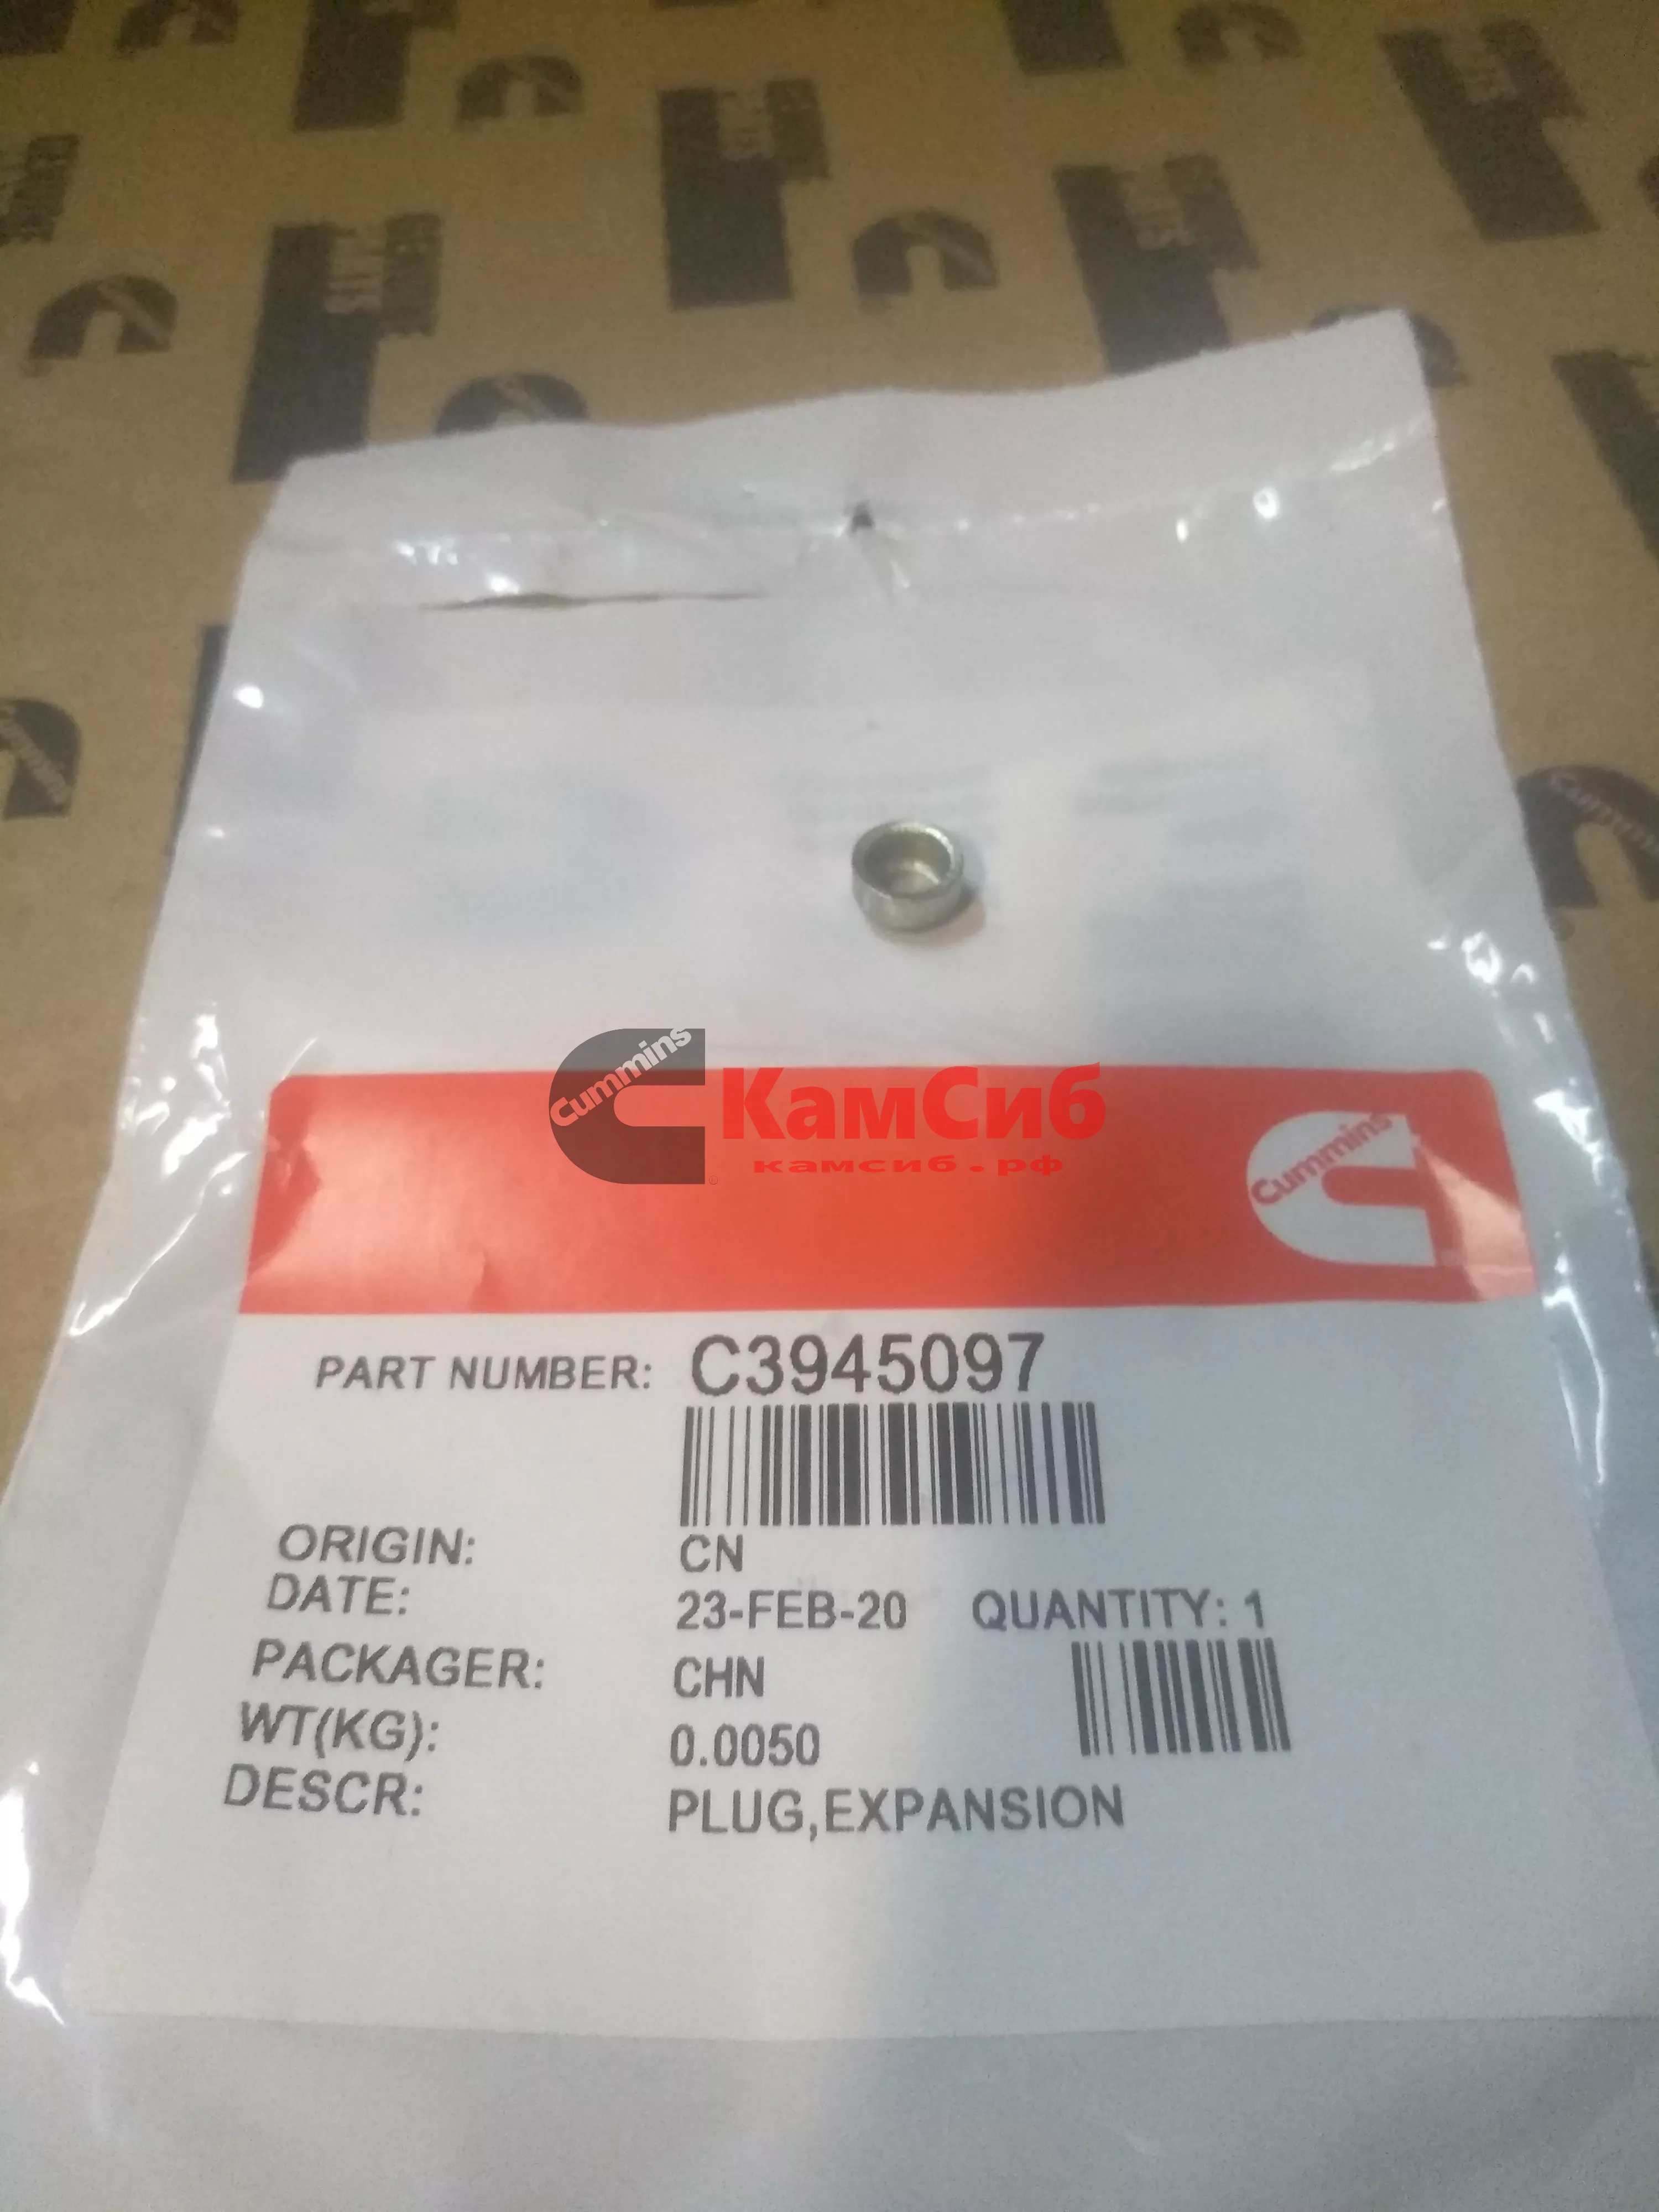 Cummins
КамСиб
камсиб.рф
Cummins
PART NUMBER: C3945097
ORIGIN: CN
DATE: 23-FEB-20 QUANTITY: 1
PACKAGER: CHN
WT(KG): 0.0050
DESCR: PLUG,EXPANSION